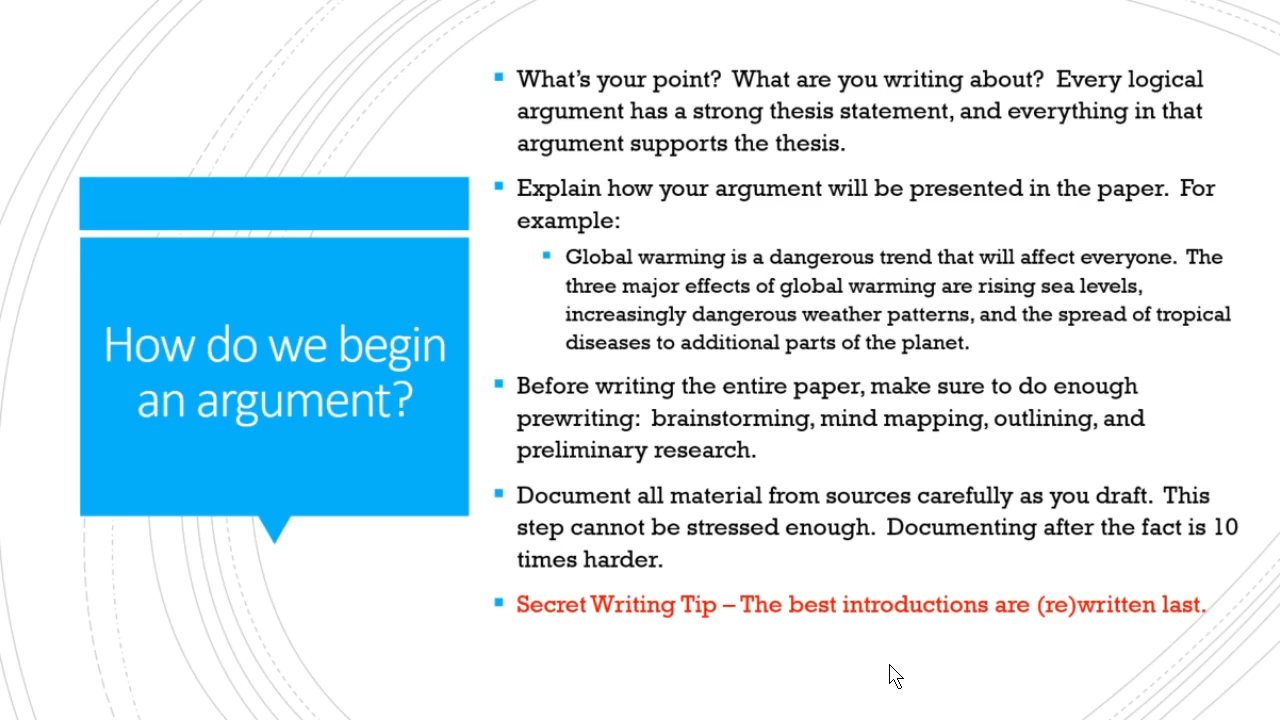 How do we begin
an argument?
What's your point?  What are you writing about?  Every logical
argument has a strong thesis statement, and everything in that
argument supports the thesis.
Explain how your argument will be presented in the paper.  For
example:
Global warming is a dangerous trend that will affect everyone.  The
three major effects of global warming are rising sea levels,
increasingly dangerous weather patterns, and the spread of tropical
diseases to additional parts of the planet.
Before writing the entire paper, make sure to do enough
prewriting:  brainstorming, mind mapping, outlining, and
preliminary research.
Document all material from sources carefully as you draft.  This
step cannot be stressed enough.  Documenting after the fact is 10
times harder.
Secret Writing Tip – The best introductions are (re)written last.